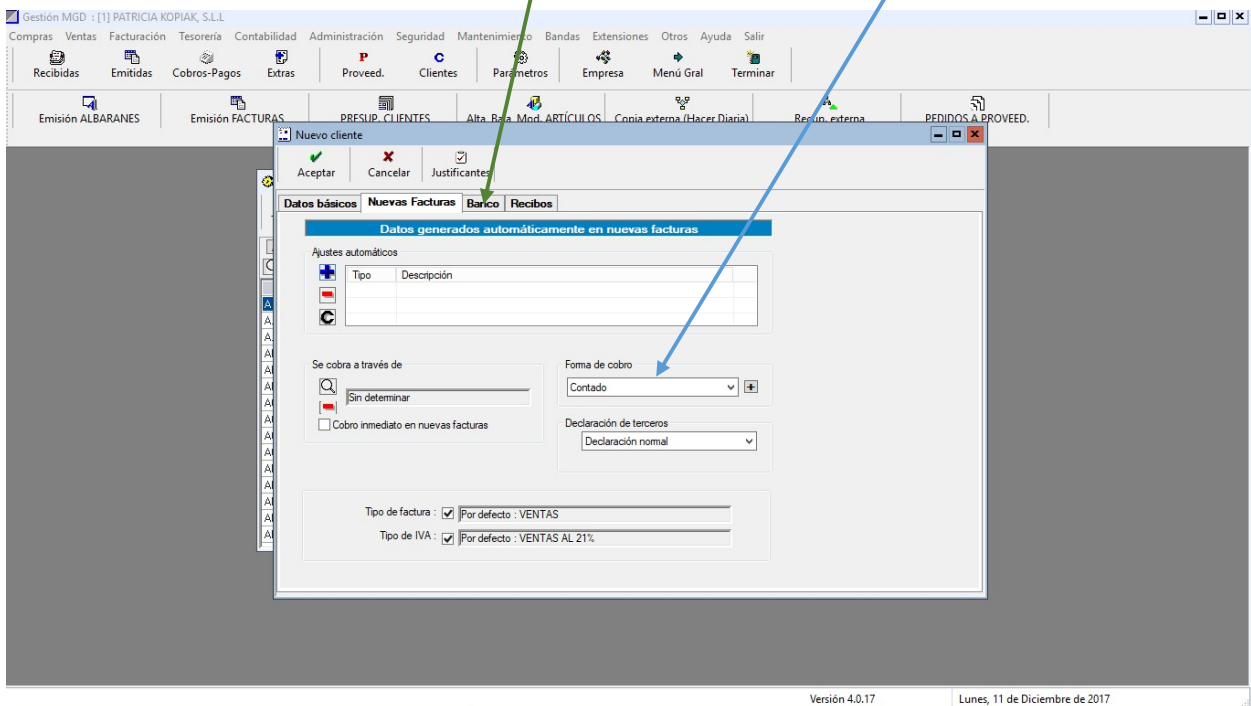 Gestión MGD : [1] PATRICIA KOPIAK, S.L.L
Compras Ventas Facturación Tesorería Contabilidad Administración Seguridad Mantenimiento Bandas Extensiones Otros Ayuda Salir
Recibidas Emitidas Cobros-Pagos Extras Proveed. Clientes Parámetros Empresa Menú Gral Terminar
Emisión ALBARANES Emisión FACTURAS PRESUP. CLIENTES Alta, Baja, Mod. ARTÍCULOS Copia externa (Hacer Diaria) Recup. externa PEDIDOS A PROVEED.
Nuevo cliente
Aceptar Cancelar Justificantes
Datos básicos Nuevas Facturas Banco Recibos
Datos generados automáticamente en nuevas facturas
Ajustes automáticos
Tipo Descripción
Se cobra a través de Forma de cobro
Sin determinar Contado
Cobro inmediato en nuevas facturas Declaración de terceros
Declaración normal
Tipo de factura : Por defecto : VENTAS
Tipo de IVA : Por defecto : VENTAS AL 21%
Versión 4.0.17 Lunes, 11 de Diciembre de 2017